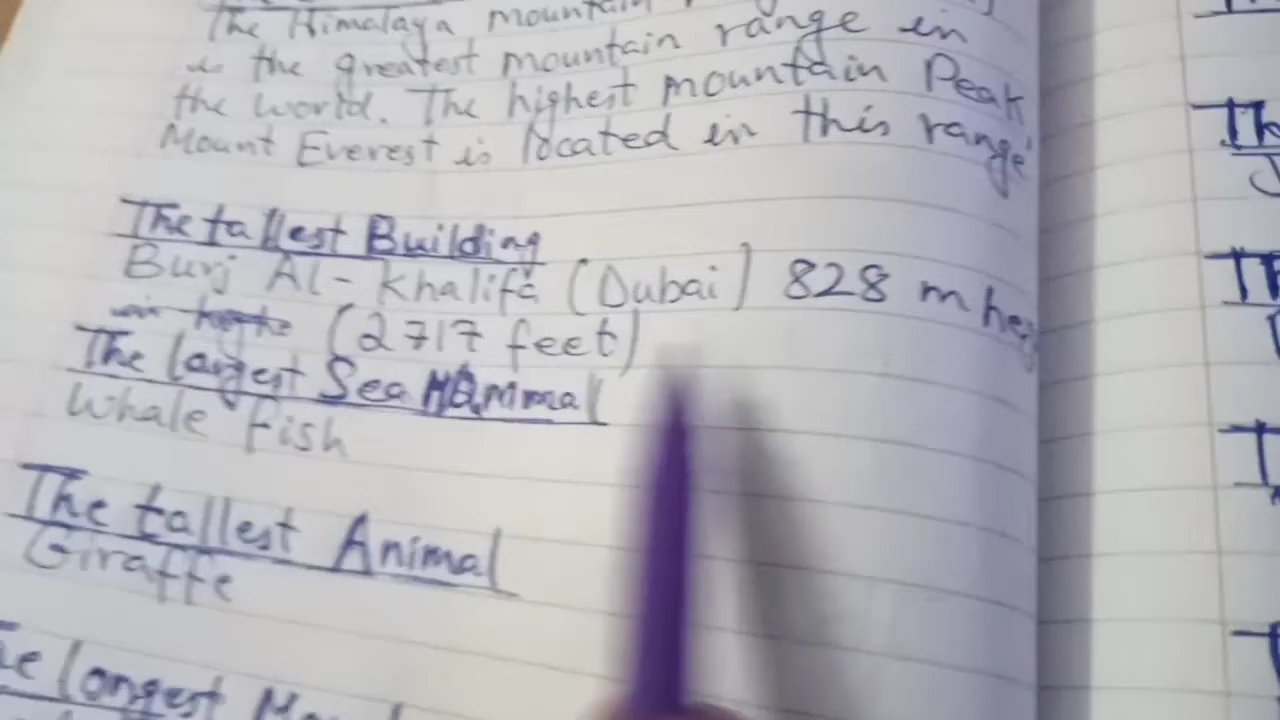 The Himalaya mountain
is the greatest mountain range in
the world. The highest mountain Peak
Mount Everest is located in this range
The tallest Building
Burj Al-Khalifa (Dubai) 828 m
(2717 feet)
The largest Sea Mammal
Whale fish
The tallest Animal
Giraffe
longest